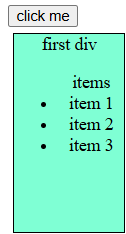 click me
first div
items
• item 1
• item 2
• item 3